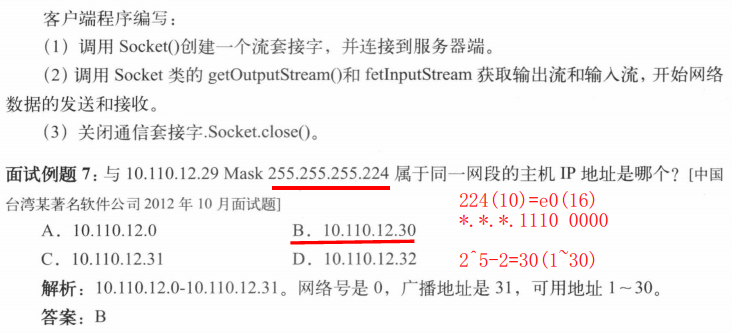 客户端程序编写：
（1）调用 Socket()创建一个流套接字，并连接到服务器端。
（2）调用 Socket 类的 getOutputStream()和 fetInputStream 获取输出流和输入流，开始网络
数据的发送和接收。
（3）关闭通信套接字.Socket.close()。
面试例题 7：与 10.110.12.29 Mask 255.255.255.224 属于同一网段的主机 IP 地址是哪个？[中国
台湾某著名软件公司 2012 年 10 月面试题]
224(10)=e0(16)
*.*.*.1110 0000
A．10.110.12.0 B．10.110.12.30
C．10.110.12.31 D．10.110.12.32
2^5-2=30(1~30)
解析：10.110.12.0-10.110.12.31。网络号是 0，广播地址是 31，可用地址 1～30。
答案：B